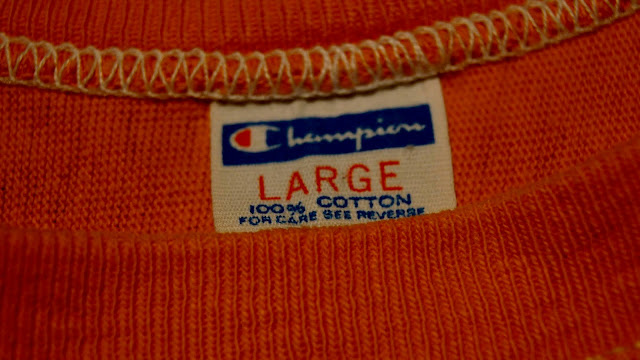 Champion
LARGE
100% COTTON
FOR CARE SEE REVERSE